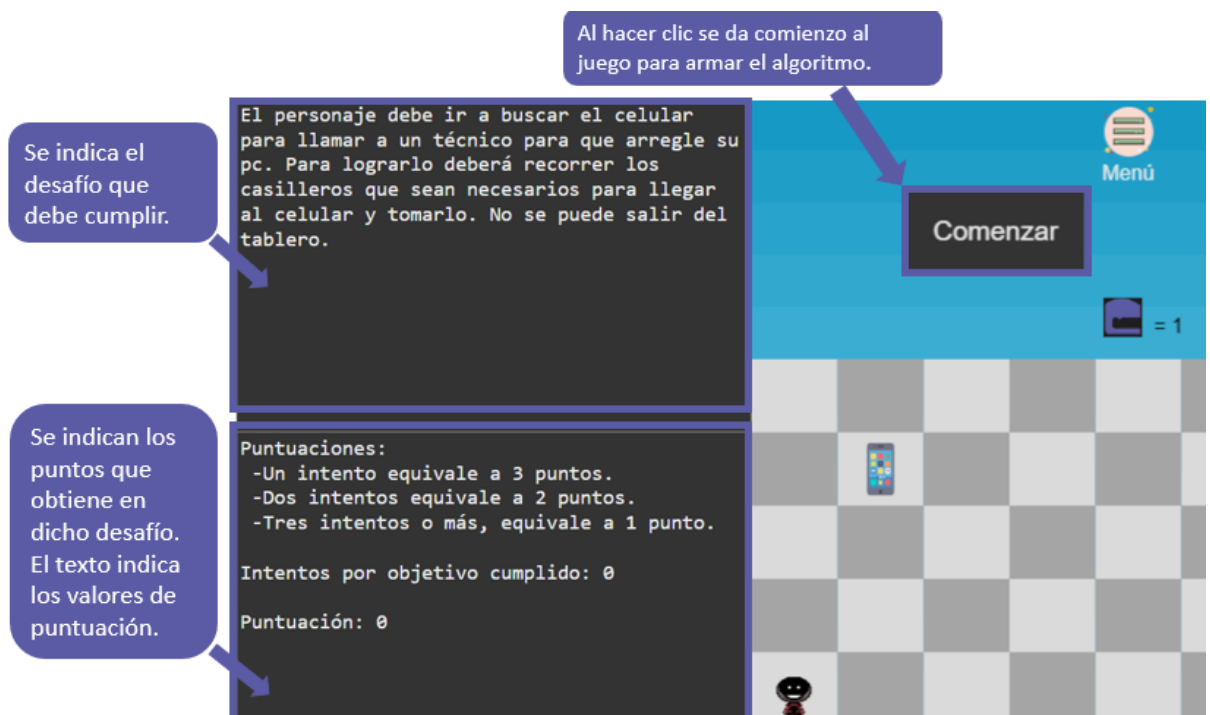 Al hacer clic se da comienzo al
juego para armar el algoritmo.
Se indica el
desafío que
debe cumplir.
El personaje debe ir a buscar el celular
para llamar a un técnico para que arregle su
pc. Para lograrlo deberá recorrer los
casilleros que sean necesarios para llegar
al celular y tomarlo. No se puede salir del
tablero.
Menú
Comenzar
= 1
Se indican los
puntos que
obtiene en
dicho desafío.
El texto indica
los valores de
puntuación.
Puntuaciones:
-Un intento equivale a 3 puntos.
-Dos intentos equivale a 2 puntos.
-Tres intentos o más, equivale a 1 punto.
Intentos por objetivo cumplido: 0
Puntuación: 0